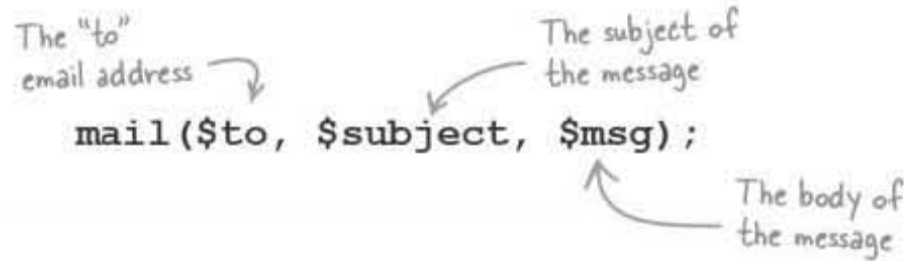 The "to"
email address
The subject of
the message
mail($to, $subject, $msg);
The body of
the message